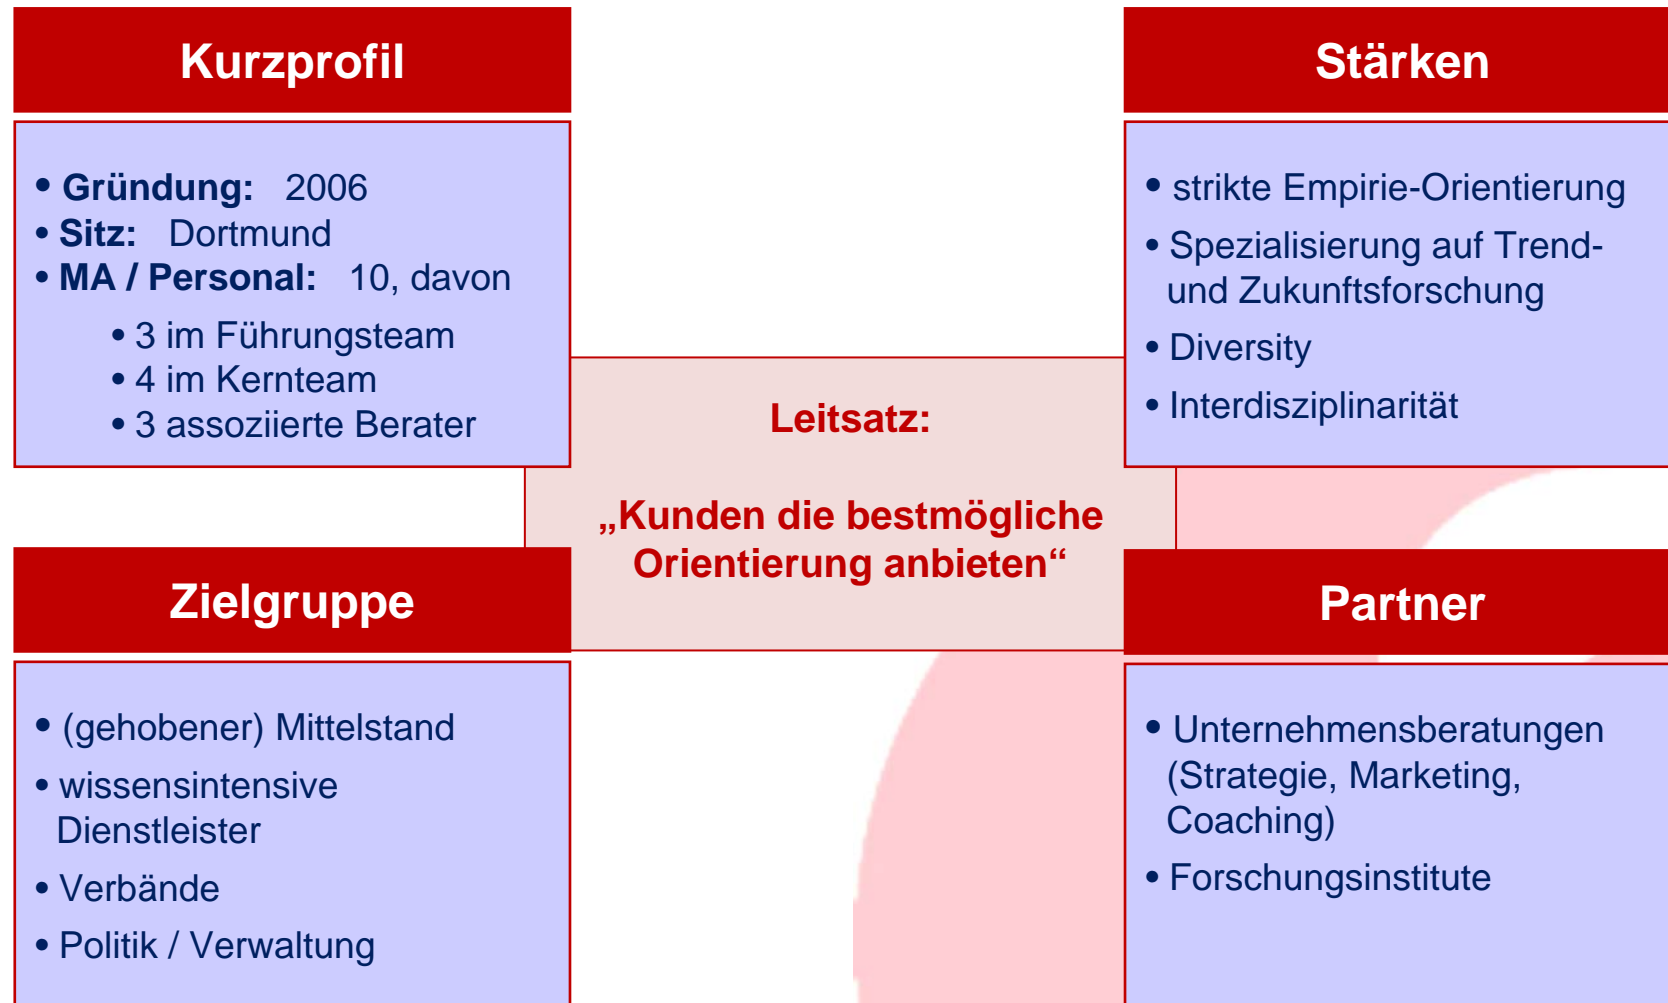 Kurzprofil
• Gründung: 2006
• Sitz: Dortmund
• MA / Personal: 10, davon
• 3 im Führungsteam
• 4 im Kernteam
• 3 assoziierte Berater
Stärken
• strikte Empirie-Orientierung
• Spezialisierung auf Trend-
und Zukunftsforschung
• Diversity
• Interdisziplinarität
Leitsatz:
„Kunden die bestmögliche
Orientierung anbieten“
Zielgruppe
• (gehobener) Mittelstand
• wissensintensive
Dienstleister
• Verbände
• Politik / Verwaltung
Partner
• Unternehmensberatungen
(Strategie, Marketing,
Coaching)
• Forschungsinstitute